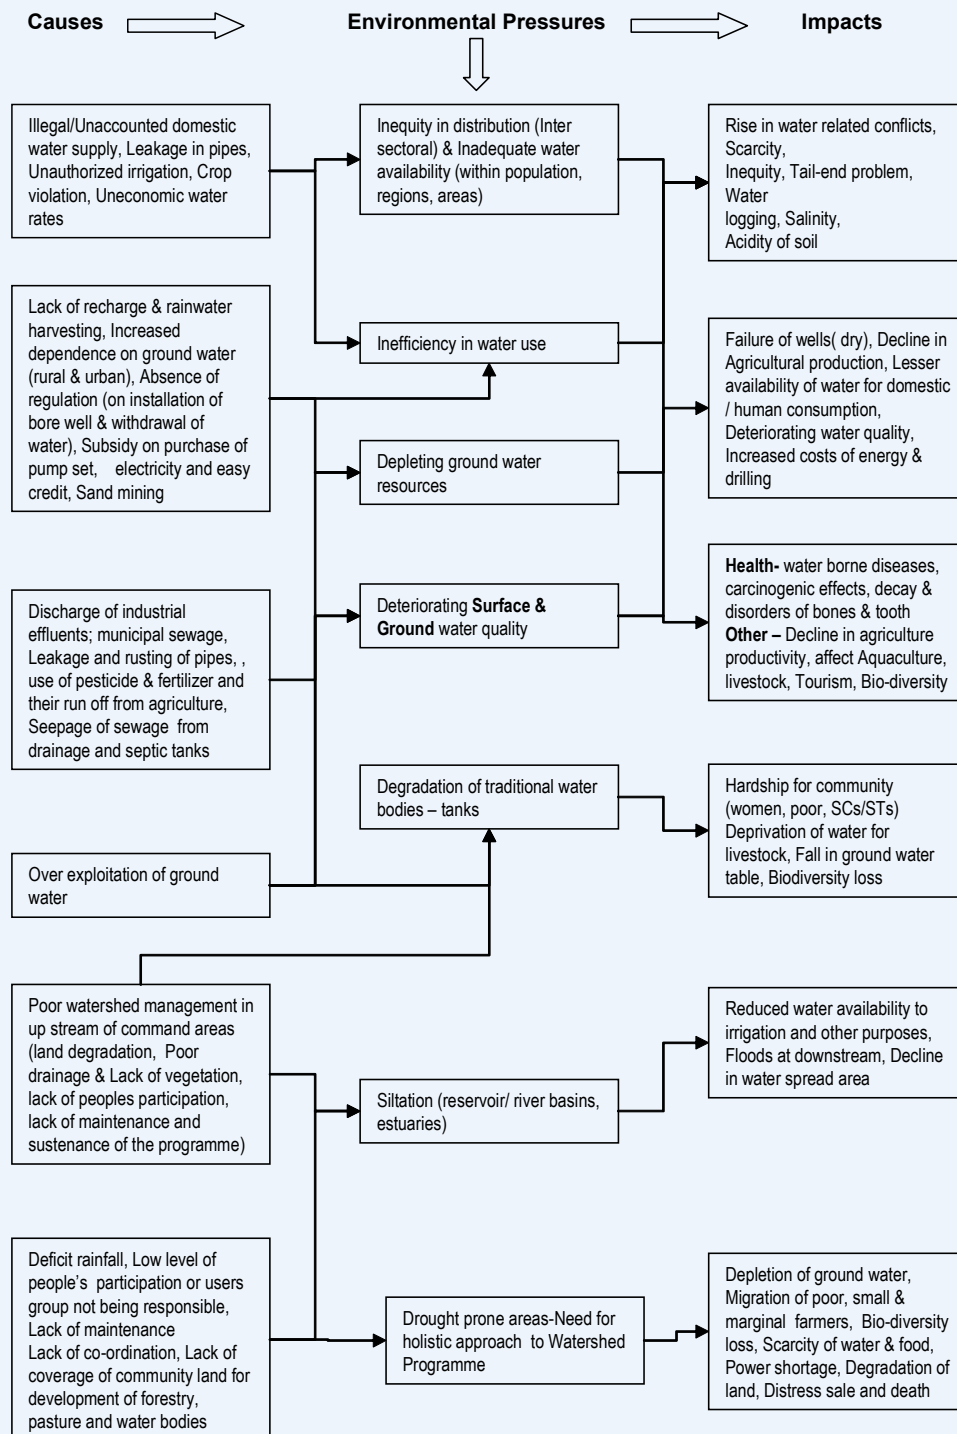 Causes
Environmental Pressures
Impacts
Illegal/Unaccounted domestic
water supply, Leakage in pipes,
Unauthorized irrigation, Crop
violation, Uneconomic water
rates
Inequity in distribution (Inter
sectoral) & Inadequate water
availability (within population,
regions, areas)
Rise in water related conflicts,
Scarcity,
Inequity, Tail-end problem,
Water
logging, Salinity,
Acidity of soil
Lack of recharge & rainwater
harvesting, Increased
dependence on ground water
(rural & urban), Absence of
regulation (on installation of
bore well & withdrawal of
water), Subsidy on purchase of
pump set, electricity and easy
credit, Sand mining
Inefficiency in water use
Depleting ground water
resources
Failure of wells( dry), Decline in
Agricultural production, Lesser
availability of water for domestic
/ human consumption,
Deteriorating water quality,
Increased costs of energy &
drilling
Discharge of industrial
effluents; municipal sewage,
Leakage and rusting of pipes, ,
use of pesticide & fertilizer and
their run off from agriculture,
Seepage of sewage from
drainage and septic tanks
Deteriorating Surface &
Ground water quality
Health- water borne diseases,
carcinogenic effects, decay &
disorders of bones & tooth
Other – Decline in agriculture
productivity, affect Aquaculture,
livestock, Tourism, Bio-diversity
Over exploitation of ground
water
Degradation of traditional water
bodies – tanks
Hardship for community
(women, poor, SCs/STs)
Deprivation of water for
livestock, Fall in ground water
table, Biodiversity loss
Poor watershed management in
up stream of command areas
(land degradation, Poor
drainage & Lack of vegetation,
lack of peoples participation,
lack of maintenance and
sustenance of the programme)
Siltation (reservoir/ river basins,
estuaries)
Reduced water availability to
irrigation and other purposes,
Floods at downstream, Decline
in water spread area
Deficit rainfall, Low level of
people's participation or users
group not being responsible,
Lack of maintenance
Lack of co-ordination, Lack of
coverage of community land for
development of forestry,
pasture and water bodies
Drought prone areas-Need for
holistic approach to Watershed
Programme
Depletion of ground water,
Migration of poor, small &
marginal farmers, Bio-diversity
loss, Scarcity of water & food,
Power shortage, Degradation of
land, Distress sale and death